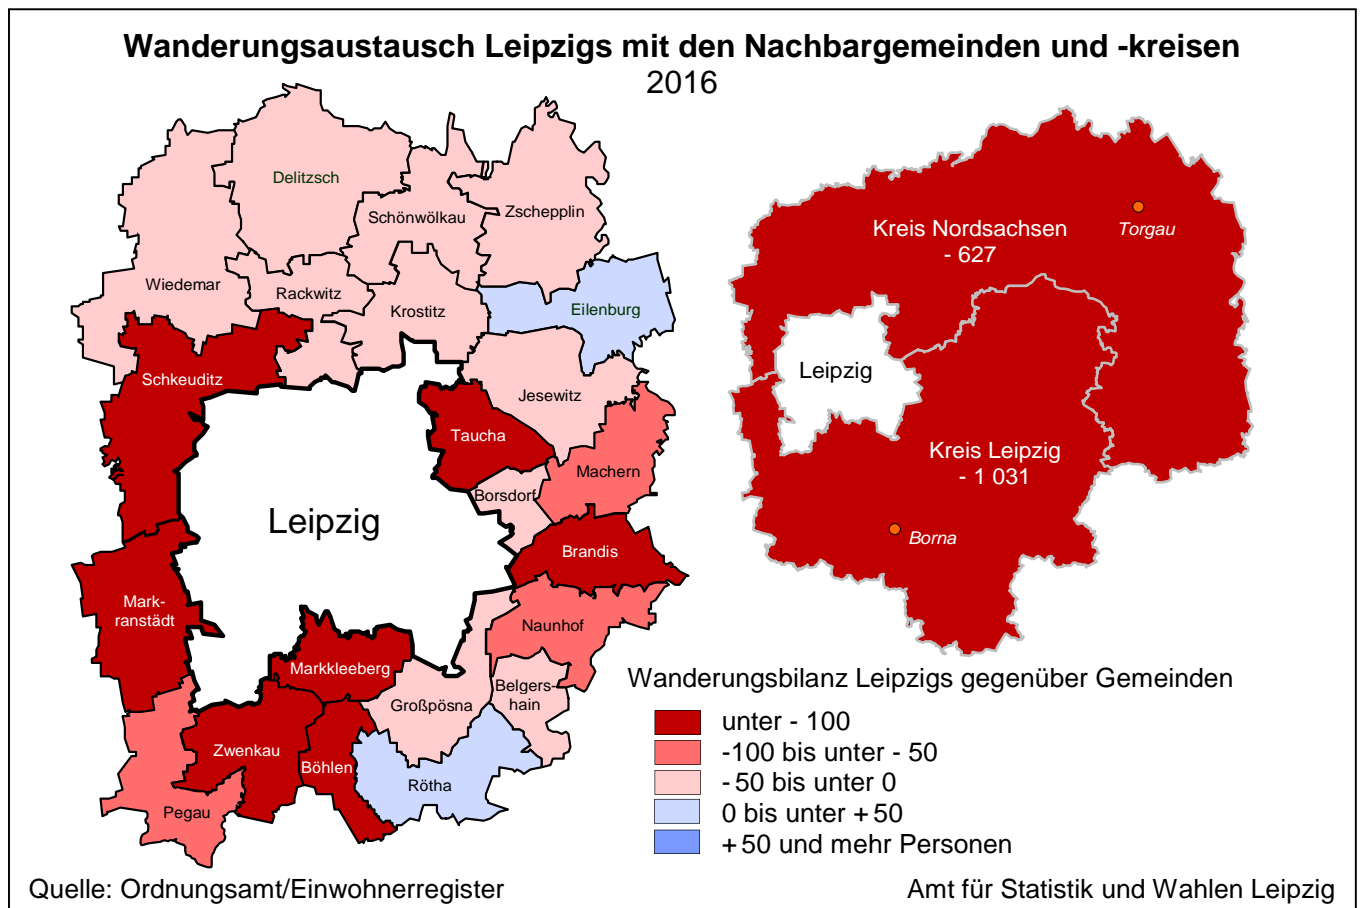 Wanderungsaustausch Leipzigs mit den Nachbargemeinden und -kreisen
2016
Delitzsch
Schönwölkau
Zschepplin
Wiedemar
Rackwitz
Krostitz
Eilenburg
Schkeuditz
Jesewitz
Taucha
Machern
Borsdorf
Leipzig
Brandis
Mark-
ranstädt
Naunhof
Markkleeberg
Großpösna
Belgers-
hain
Zwenkau
Böhlen
Rötha
Pegau
Kreis Nordsachsen
- 627
Torgau
Leipzig
Kreis Leipzig
- 1 031
Borna
Wanderungsbilanz Leipzigs gegenüber Gemeinden
unter - 100
-100 bis unter - 50
- 50 bis unter 0
0 bis unter + 50
+ 50 und mehr Personen
Quelle: Ordnungsamt/Einwohnerregister
Amt für Statistik und Wahlen Leipzig